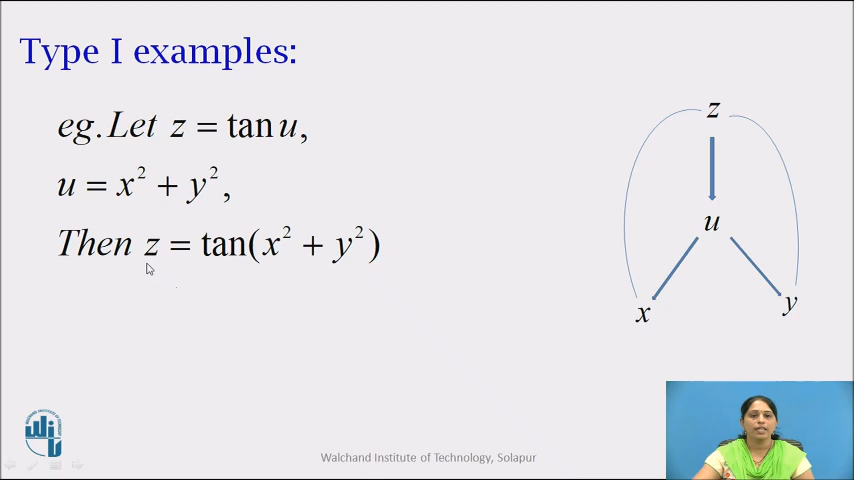 Type I examples:
eg. Let z = tan u,
u = x² + y²,
Then z = tan(x² + y²)
z
u
x
y
Walchand Institute of Technology, Solapur